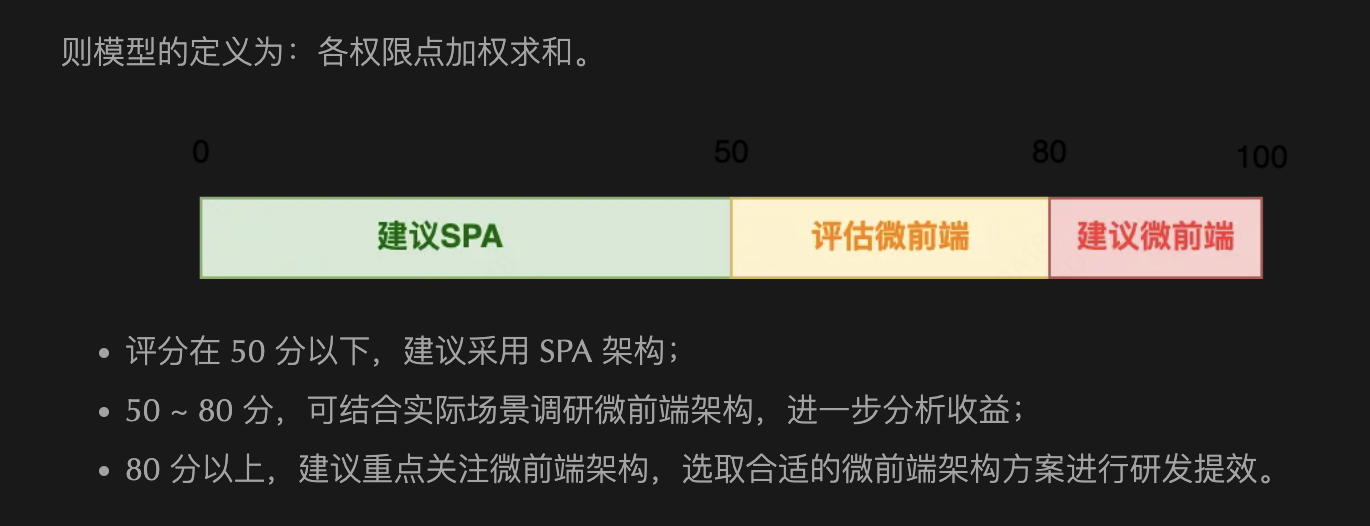 则模型的定义为：各权限点加权求和。
0 50 80 100
建议SPA 评估微前端 建议微前端
• 评分在 50 分以下，建议采用 SPA 架构；
• 50 ~ 80 分，可结合实际场景调研微前端架构，进一步分析收益；
• 80 分以上，建议重点关注微前端架构，选取合适的微前端架构方案进行研发提效。